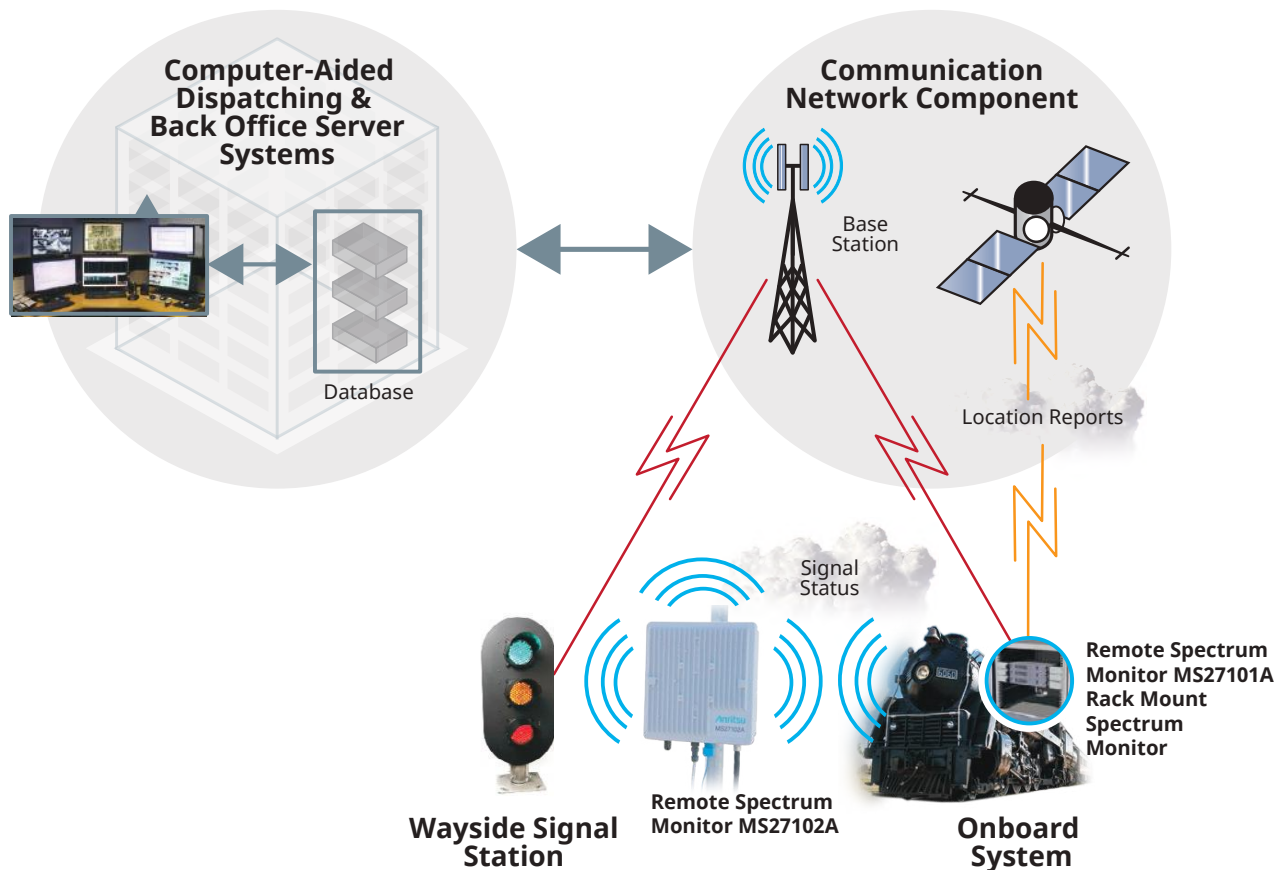 Computer-Aided
Dispatching &
Back Office Server
Systems
Database
Communication
Network Component
Base
Station
Location Reports
Signal
Status
Anritsu
MS27102A
6060
Remote Spectrum
Monitor MS27101A
Rack Mount
Spectrum
Monitor
Remote Spectrum
Monitor MS27102A
Wayside Signal
Station
Onboard
System